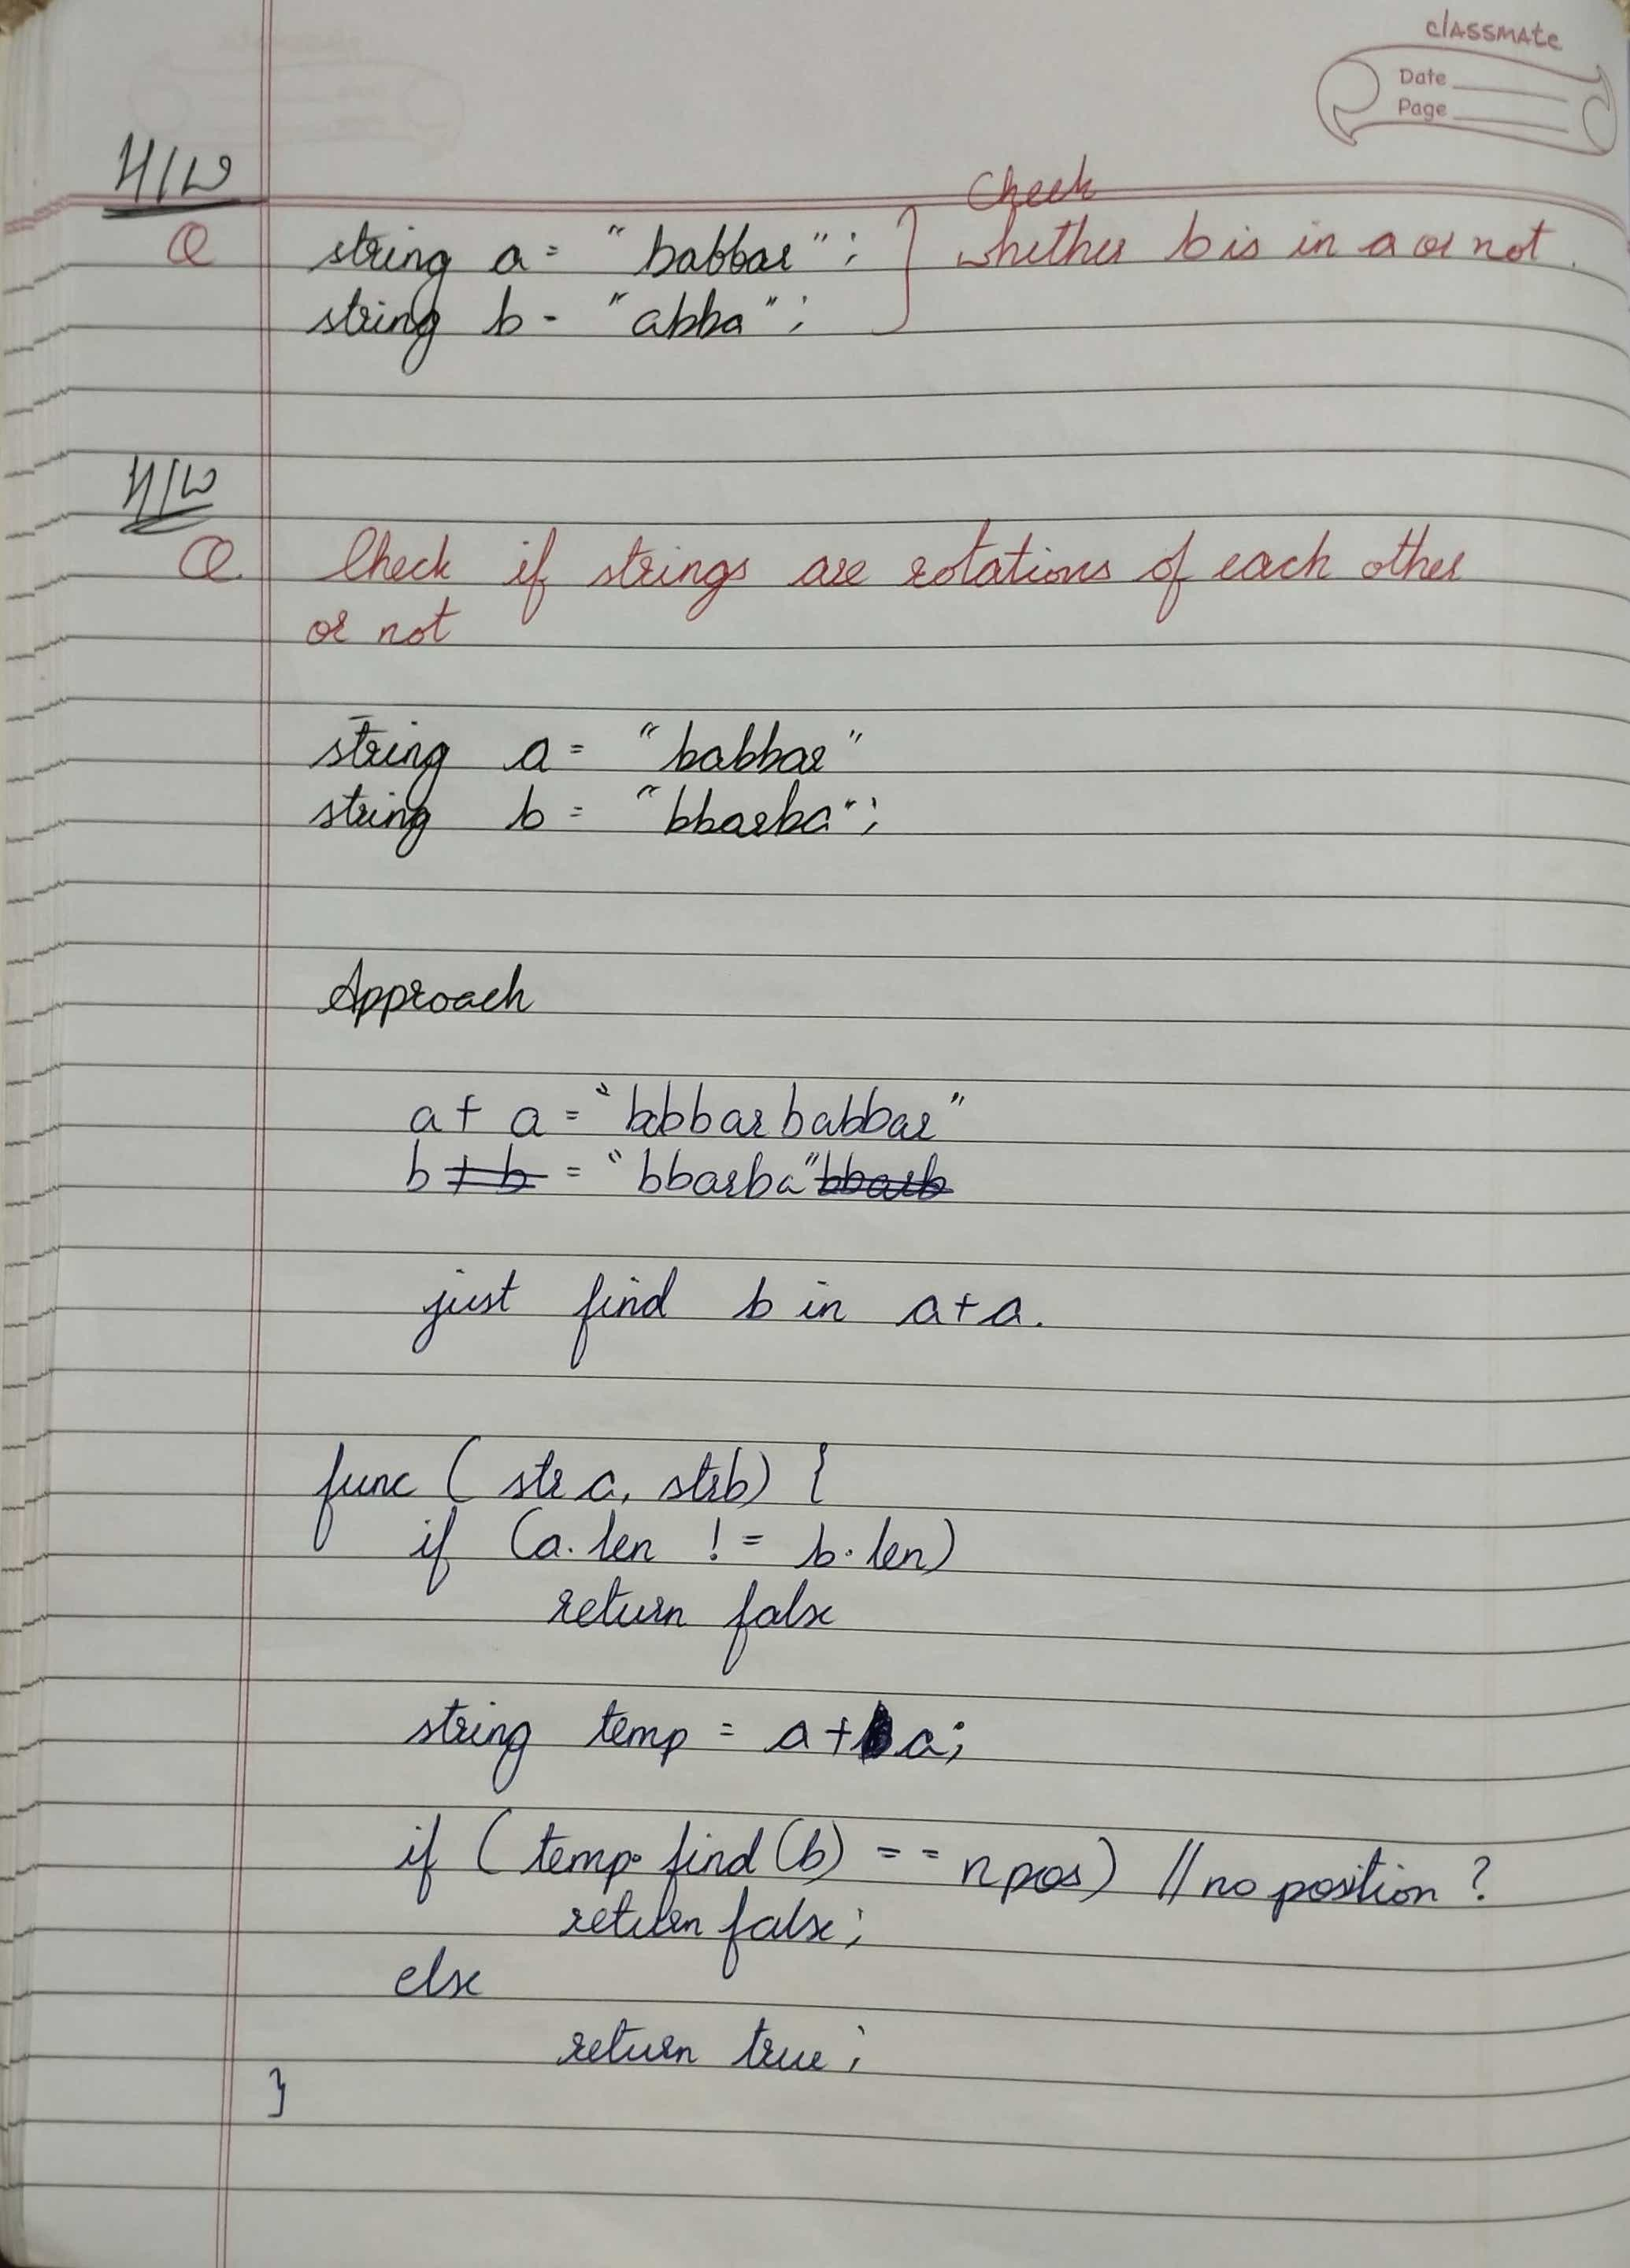 classmate
Date
Page
H/W
Check
Q string a = "babbar"; whether b is in a or not.
string b = "abba";
H/W
Q. Check if strings are rotations of each other
or not
string a = "babbar"
string b = "bbarba";
Approach
a + a = "babbarbabbar"
b + b = "bbarba" bbarb
just find b in a+a.
func (str a, str b) {
if (a.len != b.len)
return false
string temp = a + a;
if (temp.find(b) == npos) // no position ?
return false;
else
return true;
}